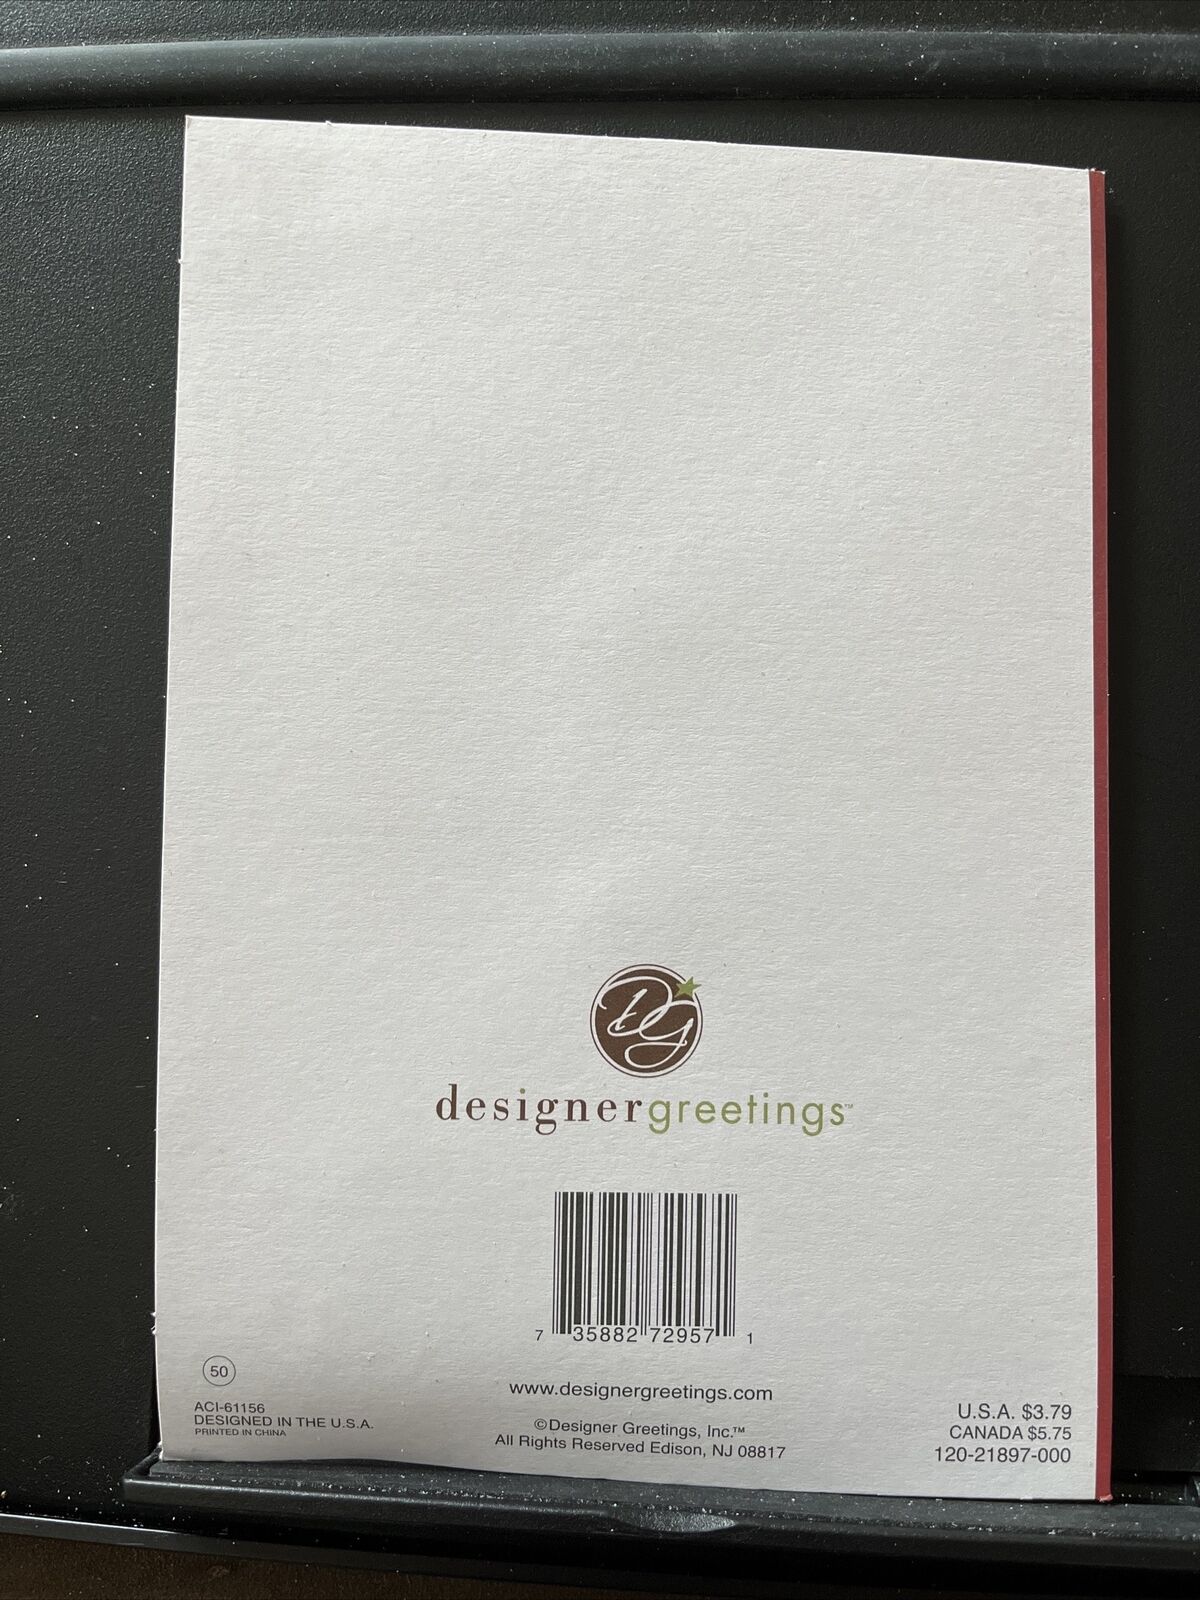 DG
designergreetings™
7 35882 72957 1
50
ACI-61156
DESIGNED IN THE U.S.A.
PRINTED IN CHINA
www.designergreetings.com
©Designer Greetings, Inc.™
All Rights Reserved Edison, NJ 08817
U.S.A. $3.79
CANADA $5.75
120-21897-000